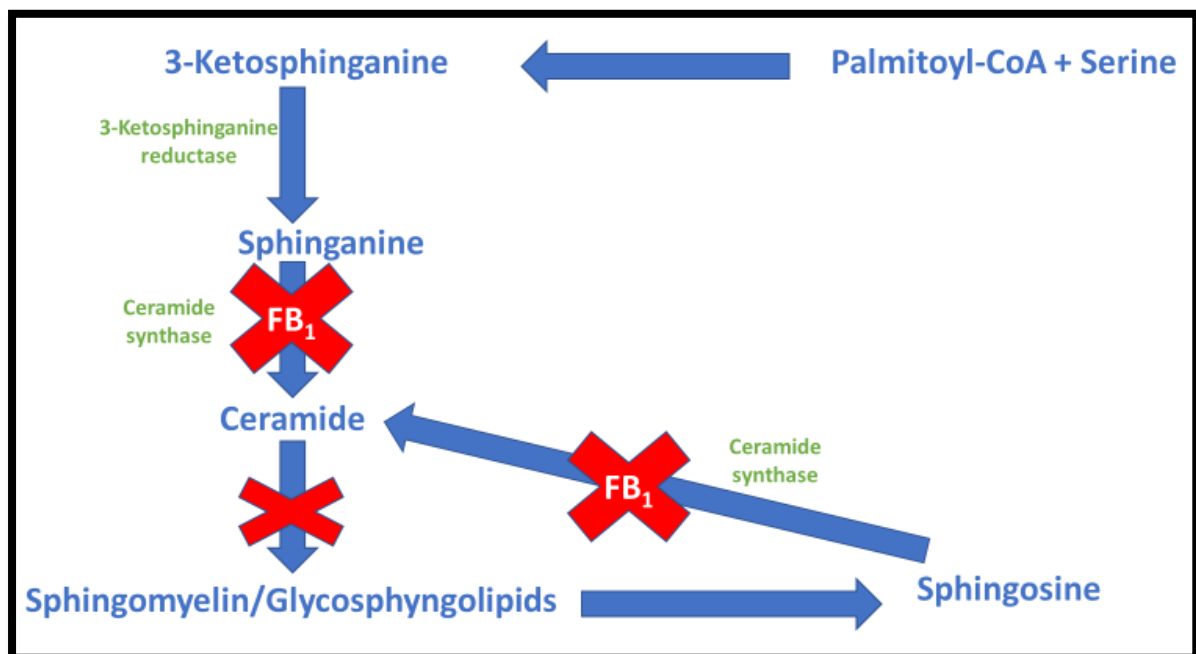 3-Ketosphinganine
Palmitoyl-CoA + Serine
3-Ketosphinganine
reductase
Sphinganine
Ceramide
synthase
FB₁
Ceramide
Ceramide
synthase
FB₁
Sphingomyelin/Glycosphyngolipids
Sphingosine